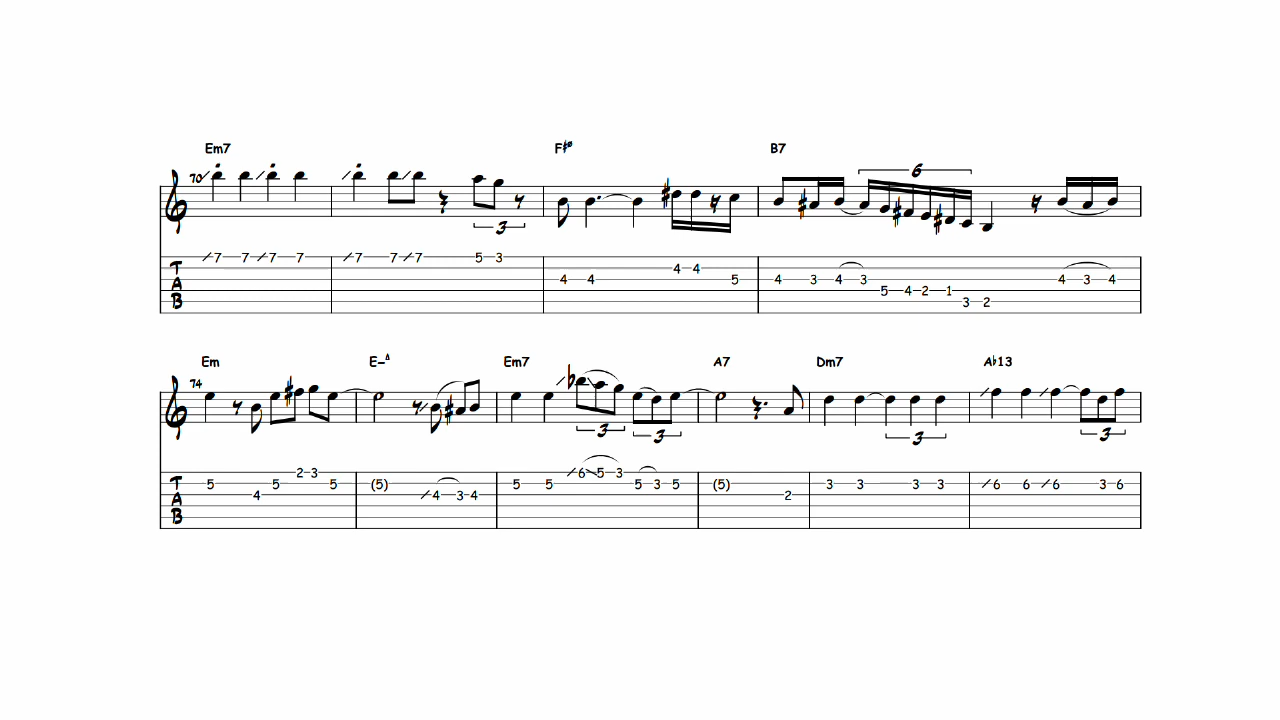 Em7 F♯ø B7
70
6
3
7 7 7 7 7 7 7 5 3 4 4 4 4 5 4 3 4 3 5 4 2 1 3 2 4 3 4
T
A
B
Em E–Δ Em7 A7 Dm7 A♭13
74
3 3 3 3
5 4 5 2 3 5 (5) 4 3 4 5 5 6 5 3 5 3 5 (5) 2 3 3 3 3 6 6 6 3 6
T
A
B